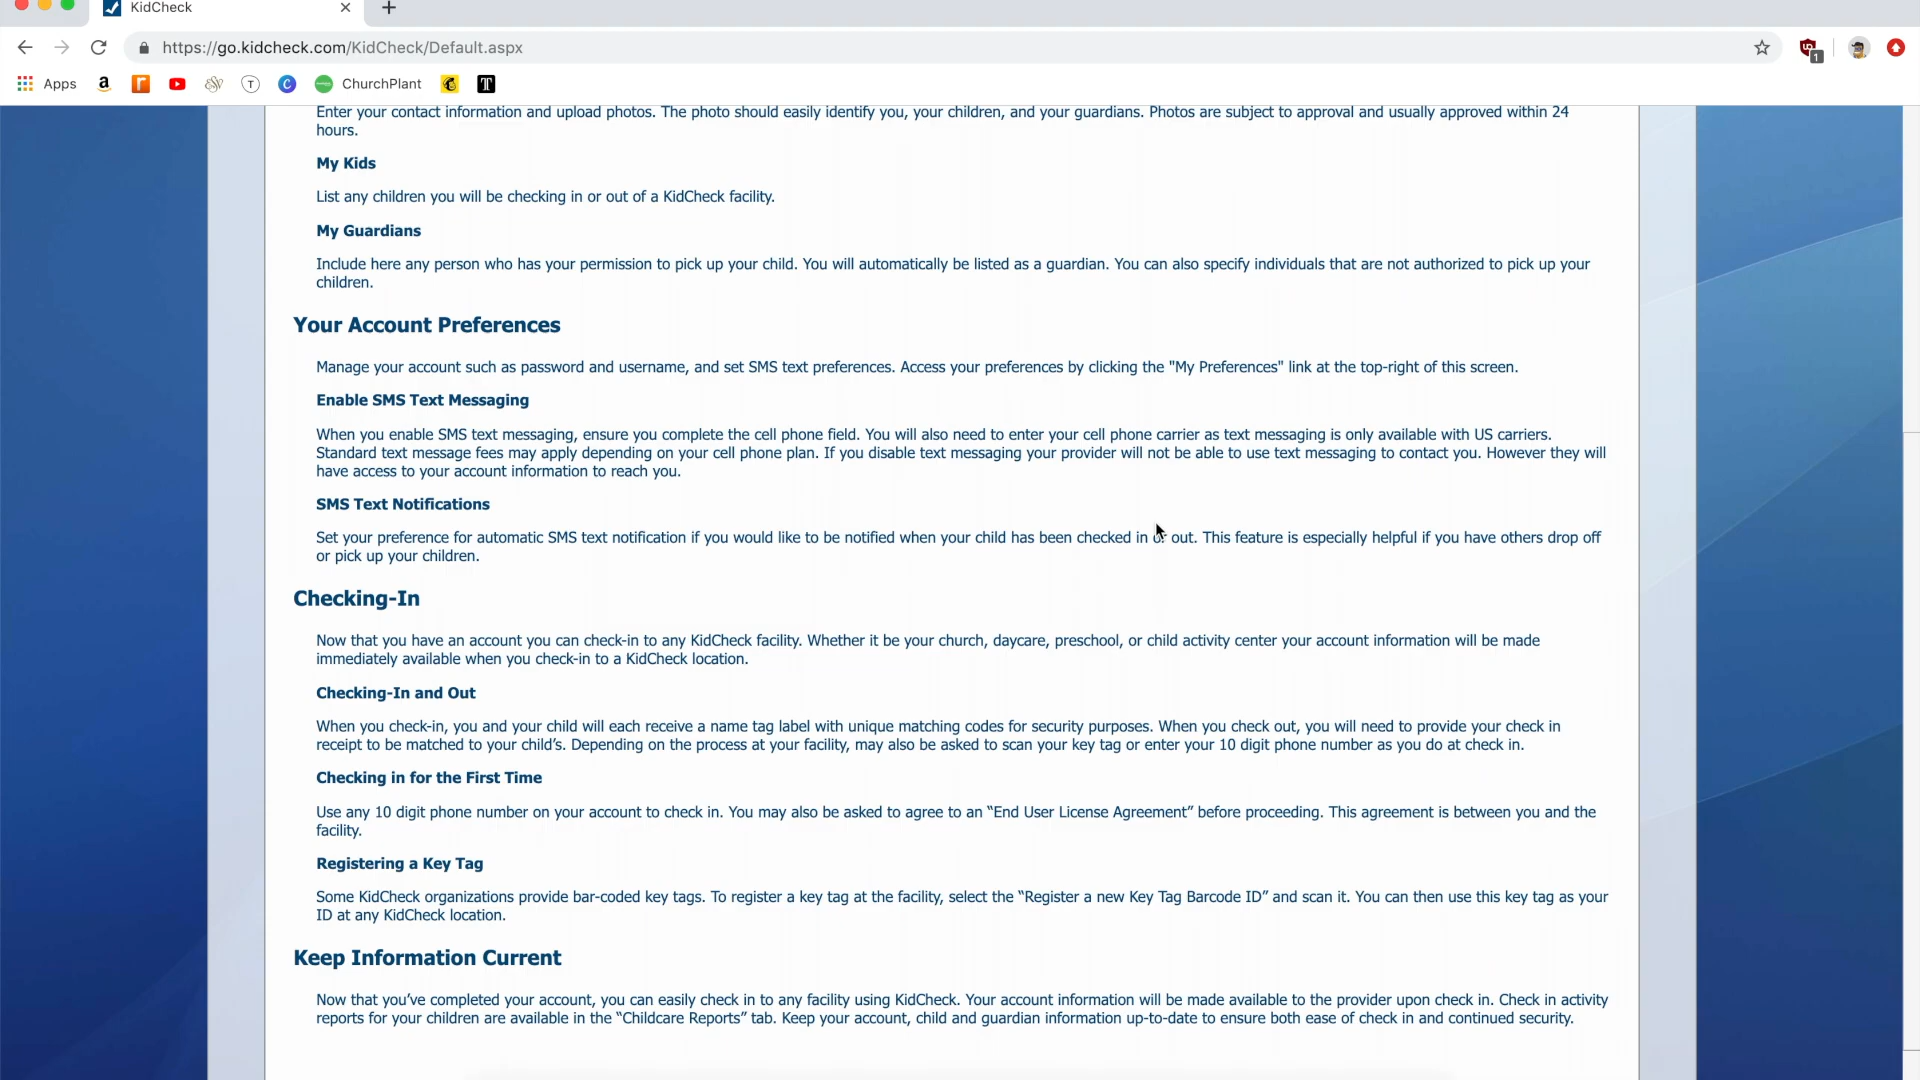 KidCheck
https://go.kidcheck.com/KidCheck/Default.aspx
1
Apps
ChurchPlant
Enter your contact information and upload photos. The photo should easily identify you, your children, and your guardians. Photos are subject to approval and usually approved within 24
hours.
My Kids
List any children you will be checking in or out of a KidCheck facility.
My Guardians
Include here any person who has your permission to pick up your child. You will automatically be listed as a guardian. You can also specify individuals that are not authorized to pick up your
children.
Your Account Preferences
Manage your account such as password and username, and set SMS text preferences. Access your preferences by clicking the "My Preferences" link at the top-right of this screen.
Enable SMS Text Messaging
When you enable SMS text messaging, ensure you complete the cell phone field. You will also need to enter your cell phone carrier as text messaging is only available with US carriers.
Standard text message fees may apply depending on your cell phone plan. If you disable text messaging your provider will not be able to use text messaging to contact you. However they will
have access to your account information to reach you.
SMS Text Notifications
Set your preference for automatic SMS text notification if you would like to be notified when your child has been checked in or out. This feature is especially helpful if you have others drop off
or pick up your children.
Checking-In
Now that you have an account you can check-in to any KidCheck facility. Whether it be your church, daycare, preschool, or child activity center your account information will be made
immediately available when you check-in to a KidCheck location.
Checking-In and Out
When you check-in, you and your child will each receive a name tag label with unique matching codes for security purposes. When you check out, you will need to provide your check in
receipt to be matched to your child’s. Depending on the process at your facility, may also be asked to scan your key tag or enter your 10 digit phone number as you do at check in.
Checking in for the First Time
Use any 10 digit phone number on your account to check in. You may also be asked to agree to an “End User License Agreement” before proceeding. This agreement is between you and the
facility.
Registering a Key Tag
Some KidCheck organizations provide bar-coded key tags. To register a key tag at the facility, select the “Register a new Key Tag Barcode ID” and scan it. You can then use this key tag as your
ID at any KidCheck location.
Keep Information Current
Now that you’ve completed your account, you can easily check in to any facility using KidCheck. Your account information will be made available to the provider upon check in. Check in activity
reports for your children are available in the “Childcare Reports” tab. Keep your account, child and guardian information up-to-date to ensure both ease of check in and continued security.